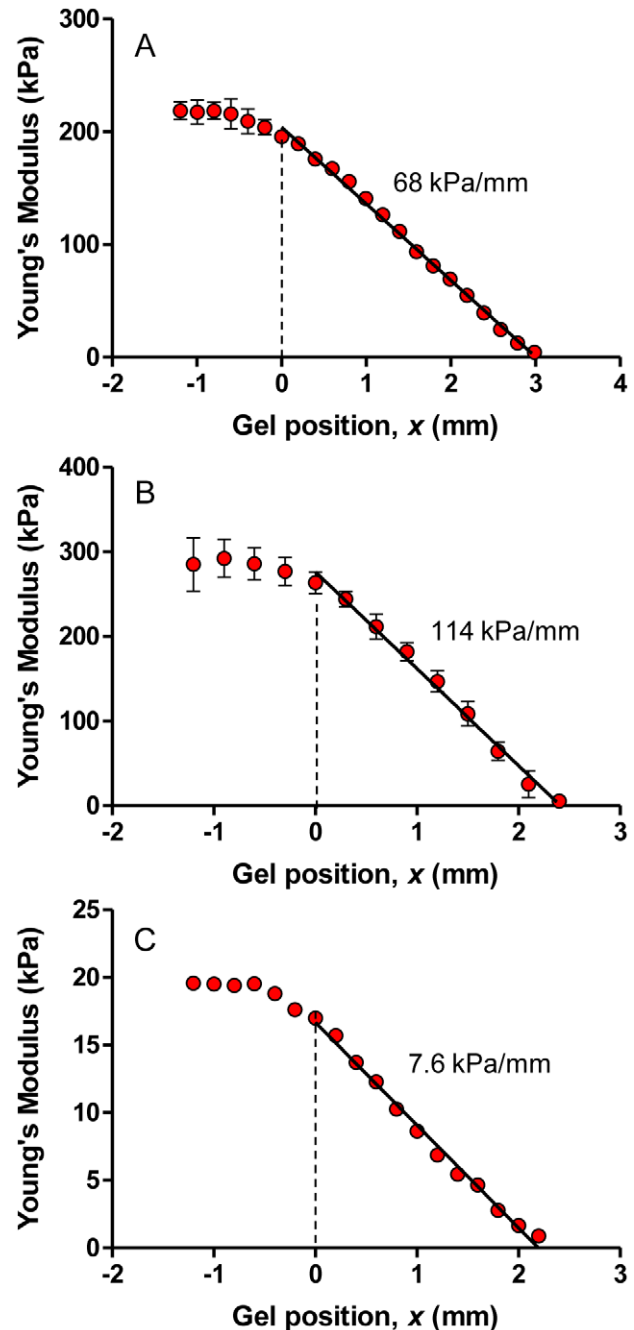 A
Young's Modulus (kPa)
300
200
100
0
68 kPa/mm
-2 -1 0 1 2 3 4
Gel position, x (mm)
B
Young's Modulus (kPa)
400
300
200
100
0
114 kPa/mm
-2 -1 0 1 2 3
Gel position, x (mm)
C
Young's Modulus (kPa)
25
20
15
10
5
0
7.6 kPa/mm
-2 -1 0 1 2 3
Gel position, x (mm)